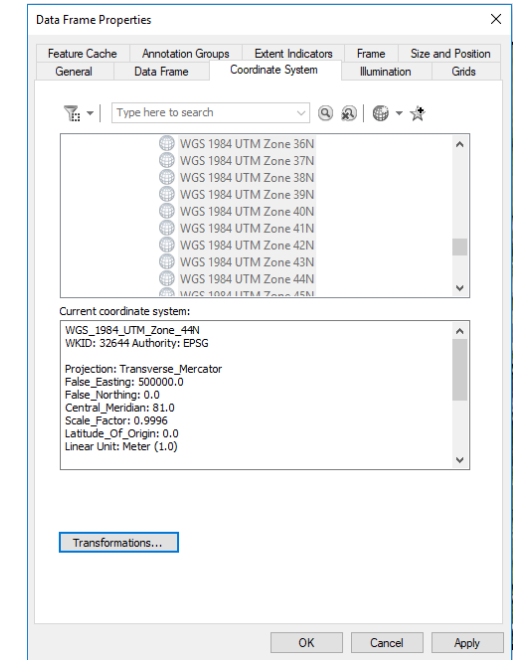 Data Frame Properties
Feature Cache Annotation Groups Extent Indicators Frame Size and Position
General Data Frame Coordinate System Illumination Grids
Type here to search
WGS 1984 UTM Zone 36N
WGS 1984 UTM Zone 37N
WGS 1984 UTM Zone 38N
WGS 1984 UTM Zone 39N
WGS 1984 UTM Zone 40N
WGS 1984 UTM Zone 41N
WGS 1984 UTM Zone 42N
WGS 1984 UTM Zone 43N
WGS 1984 UTM Zone 44N
WGS 1984 UTM Zone 45N
Current coordinate system:
WGS_1984_UTM_Zone_44N
WKID: 32644 Authority: EPSG
Projection: Transverse_Mercator
False_Easting: 500000.0
False_Northing: 0.0
Central_Meridian: 81.0
Scale_Factor: 0.9996
Latitude_Of_Origin: 0.0
Linear Unit: Meter (1.0)
Transformations...
OK Cancel Apply